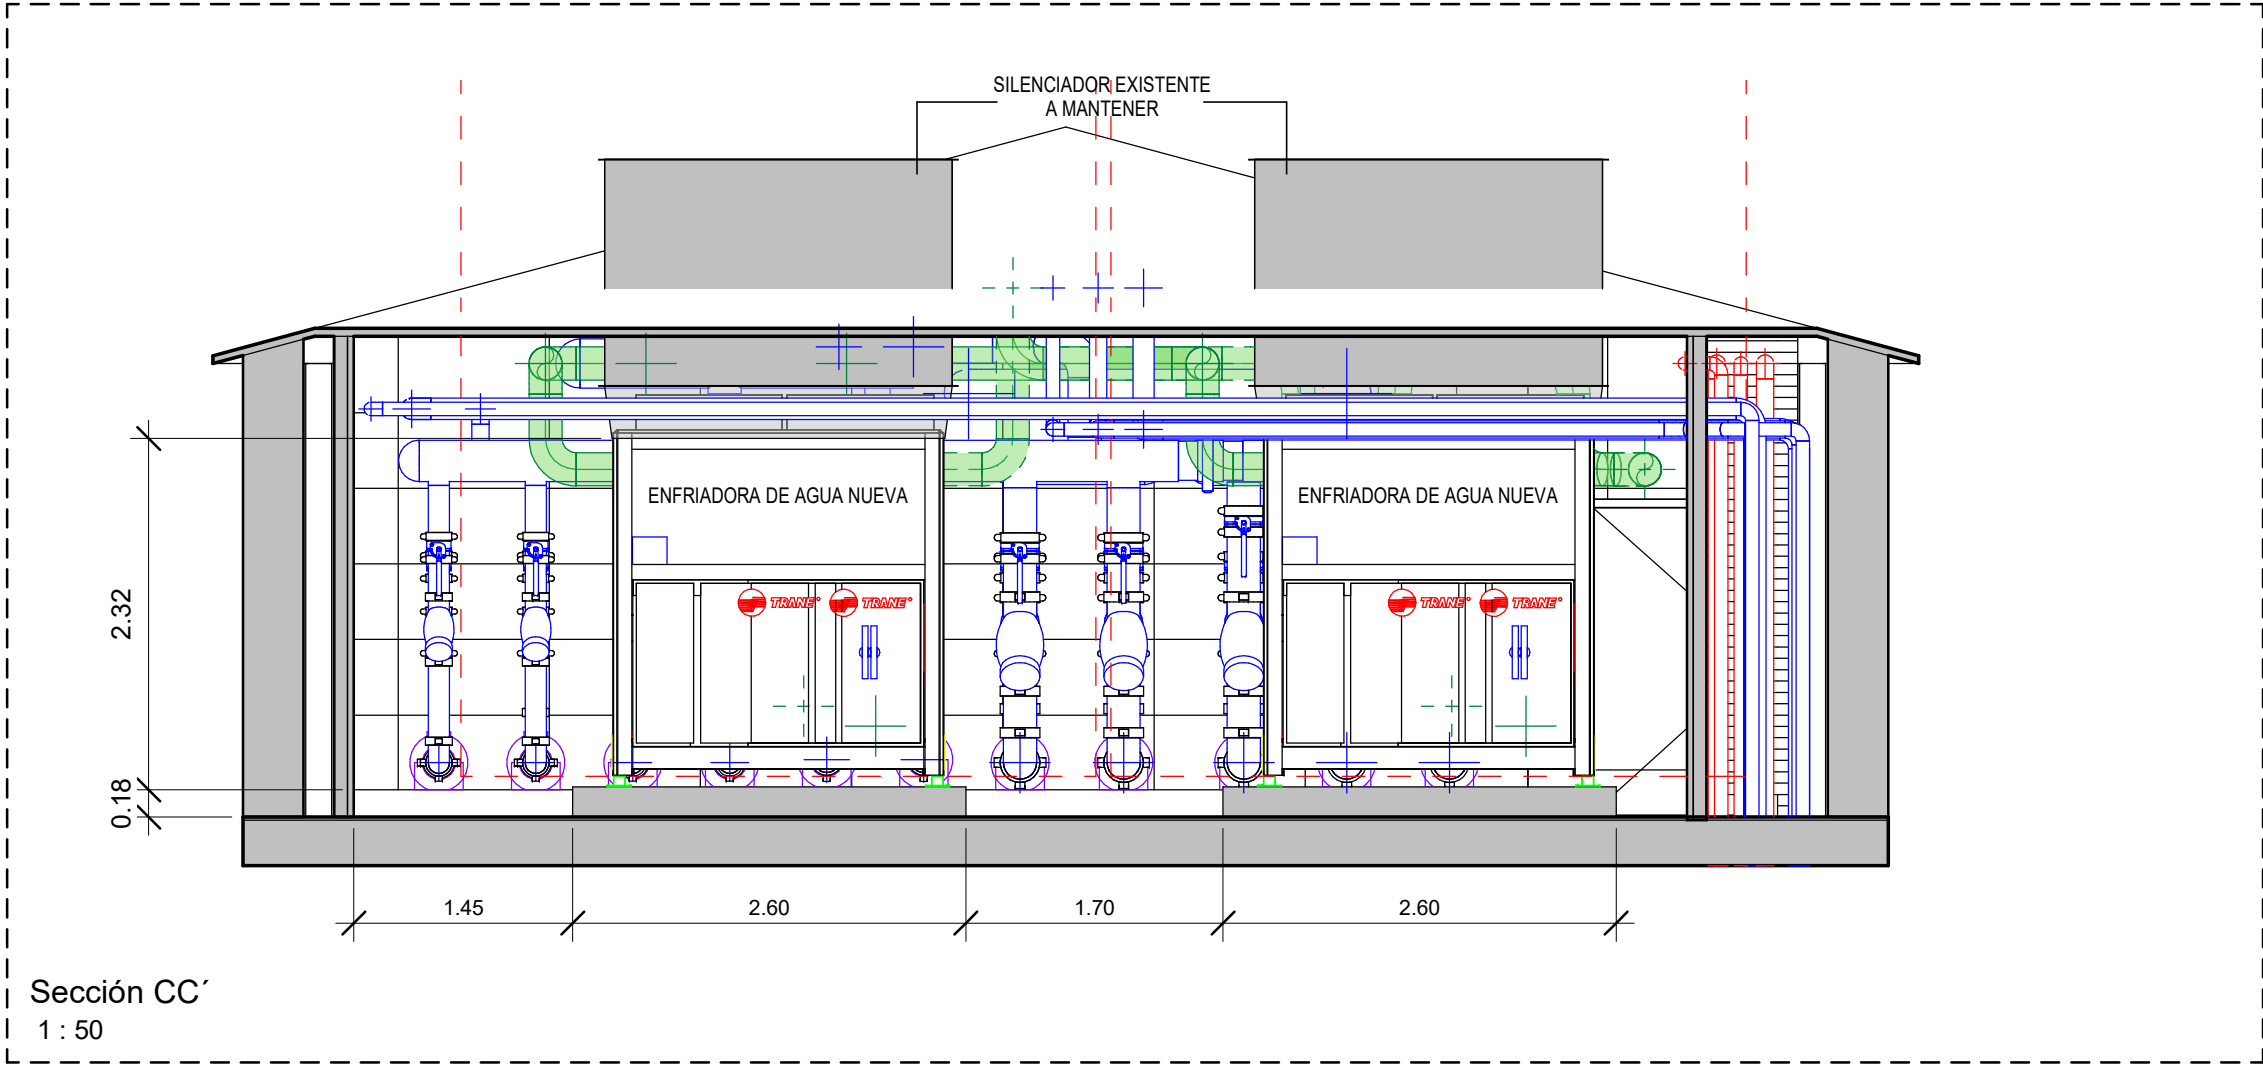 SILENCIADOR EXISTENTE
A MANTENER
ENFRIADORA DE AGUA NUEVA
ENFRIADORA DE AGUA NUEVA
TRANE
TRANE
TRANE
TRANE
2.32
0.18
1.45
2.60
1.70
2.60
Sección CC´
1 : 50